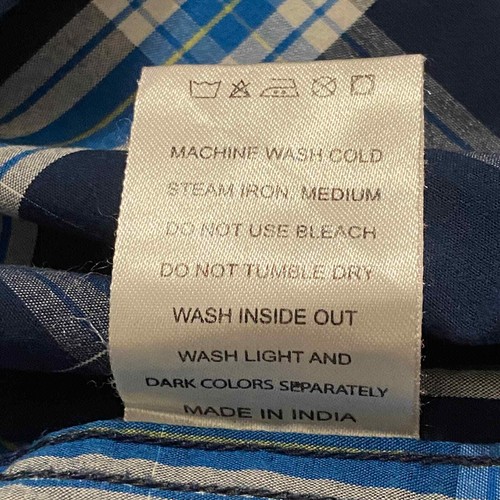 MACHINE WASH COLD
STEAM IRON, MEDIUM
DO NOT USE BLEACH
DO NOT TUMBLE DRY
WASH INSIDE OUT
WASH LIGHT AND
DARK COLORS SEPARATELY
MADE IN INDIA